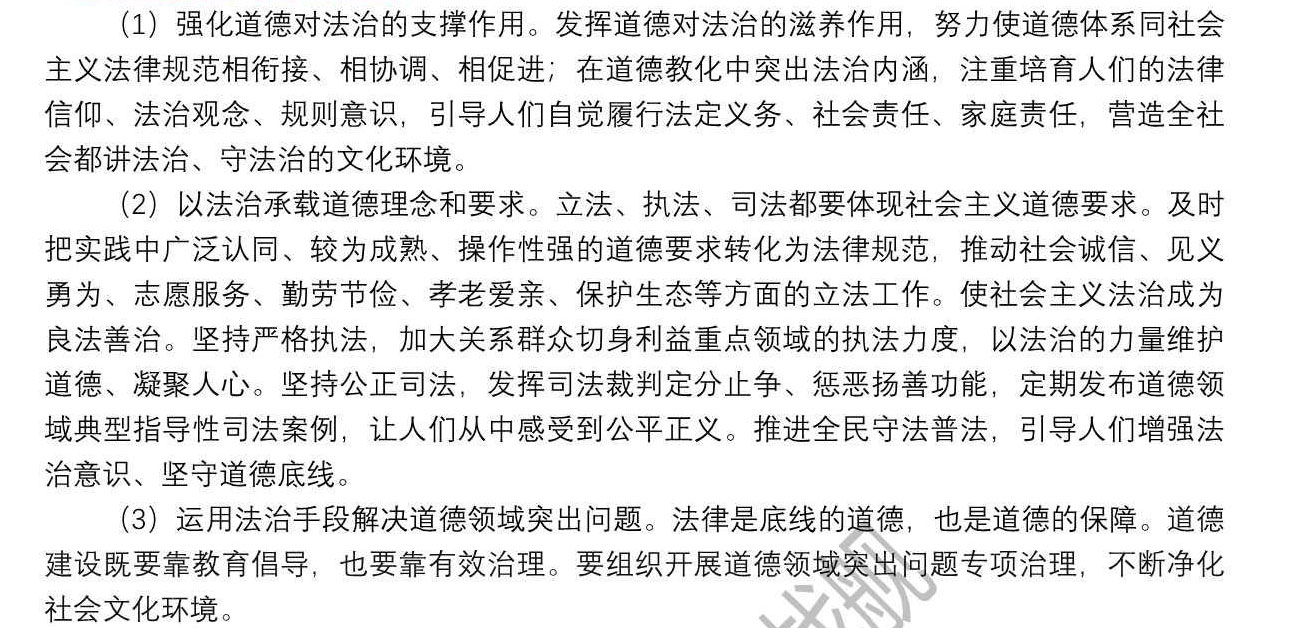 （1）强化道德对法治的支撑作用。发挥道德对法治的滋养作用，努力使道德体系同社会
主义法律规范相衔接、相协调、相促进；在道德教化中突出法治内涵，注重培育人们的法律
信仰、法治观念、规则意识，引导人们自觉履行法定义务、社会责任、家庭责任，营造全社
会都讲法治、守法治的文化环境。
（2）以法治承载道德理念和要求。立法、执法、司法都要体现社会主义道德要求。及时
把实践中广泛认同、较为成熟、操作性强的道德要求转化为法律规范，推动社会诚信、见义
勇为、志愿服务、勤劳节俭、孝老爱亲、保护生态等方面的立法工作。使社会主义法治成为
良法善治。坚持严格执法，加大关系群众切身利益重点领域的执法力度，以法治的力量维护
道德、凝聚人心。坚持公正司法，发挥司法裁判定分止争、惩恶扬善功能，定期发布道德领
域典型指导性司法案例，让人们从中感受到公平正义。推进全民守法普法，引导人们增强法
治意识、坚守道德底线。
（3）运用法治手段解决道德领域突出问题。法律是底线的道德，也是道德的保障。道德
建设既要靠教育倡导，也要靠有效治理。要组织开展道德领域突出问题专项治理，不断净化
社会文化环境。